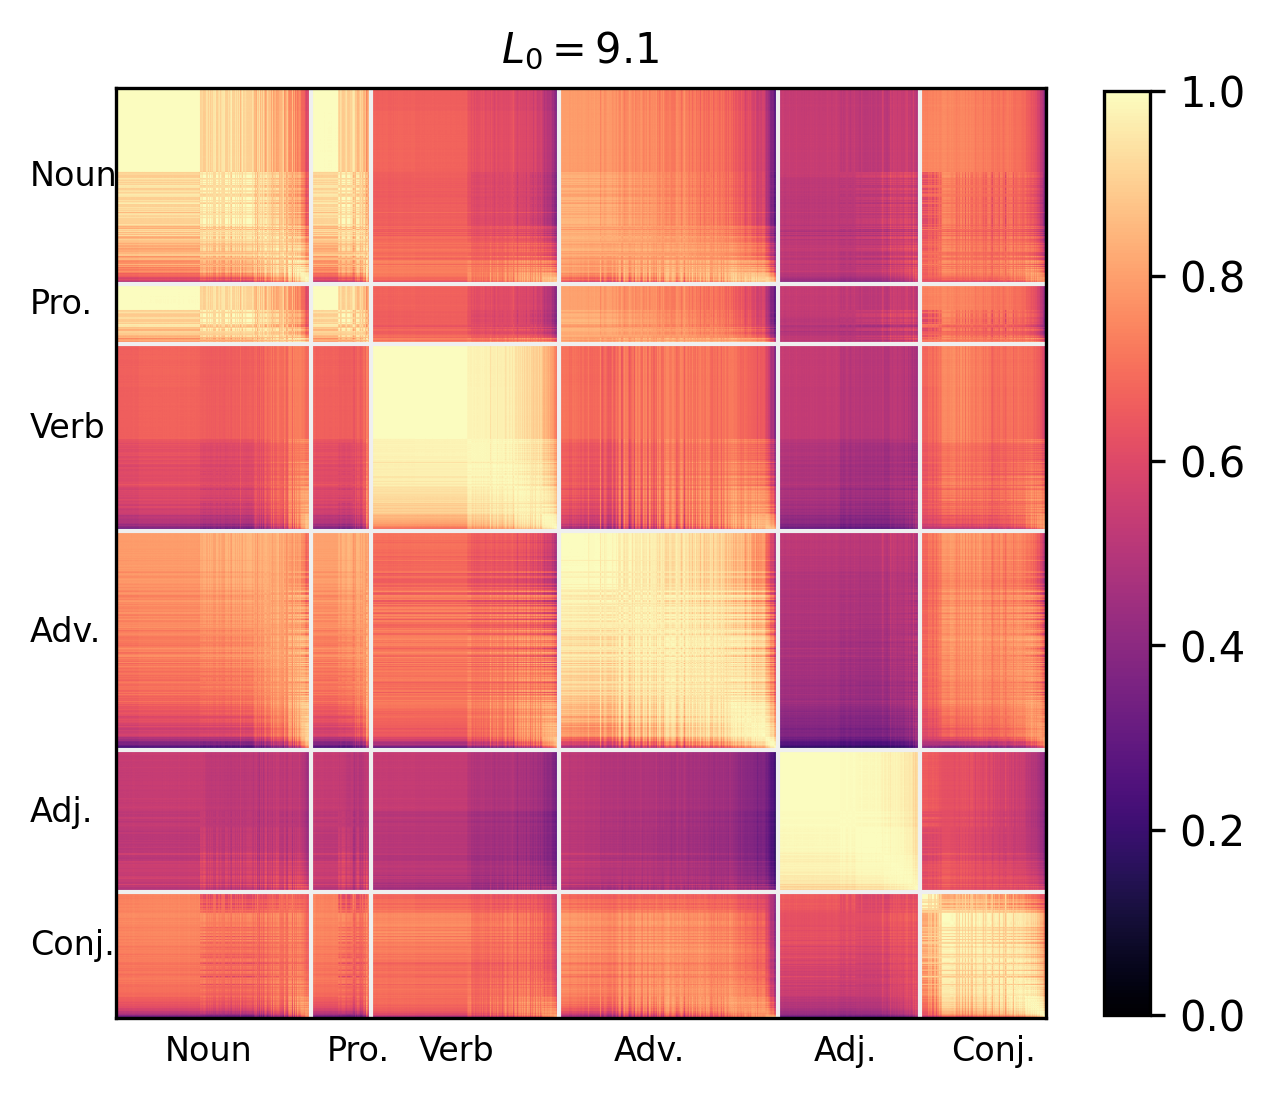 L₀ = 9.1
Noun
Pro.
Verb
Adv.
Adj.
Conj.
Noun Pro. Verb Adv. Adj. Conj.
1.0
0.8
0.6
0.4
0.2
0.0